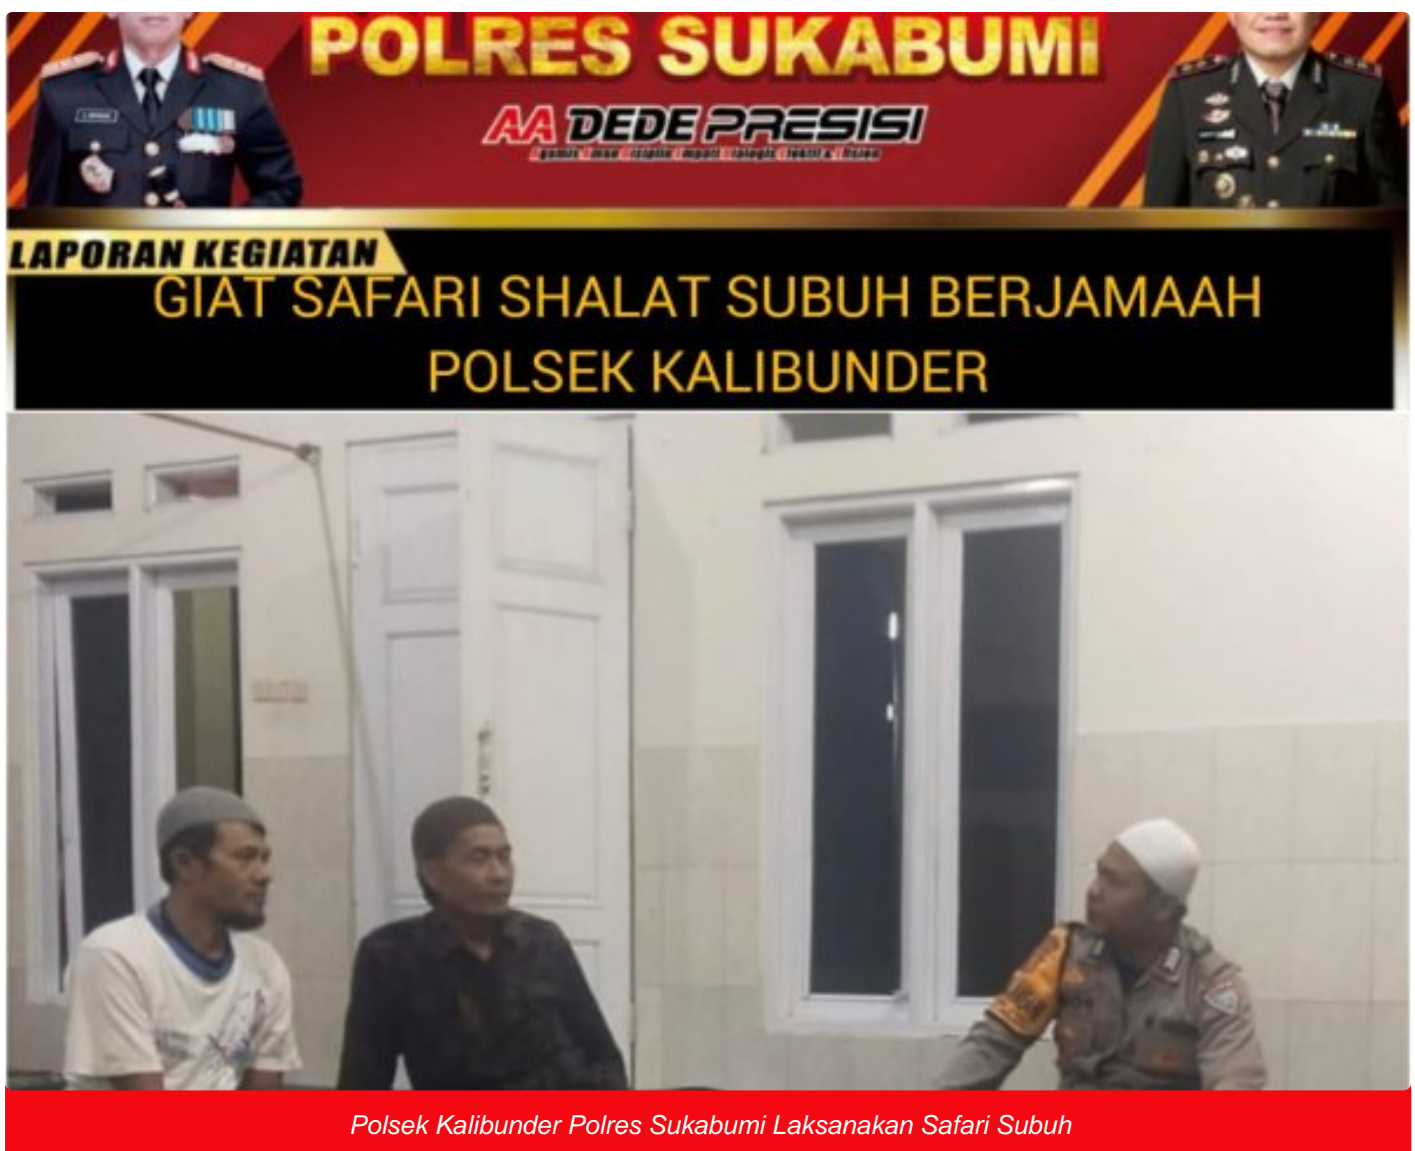 POLRES SUKABUMI
AA DEDE PRESISI
LAPORAN KEGIATAN
GIAT SAFARI SHALAT SUBUH BERJAMAAH
POLSEK KALIBUNDER
Polsek Kalibunder Polres Sukabumi Laksanakan Safari Subuh